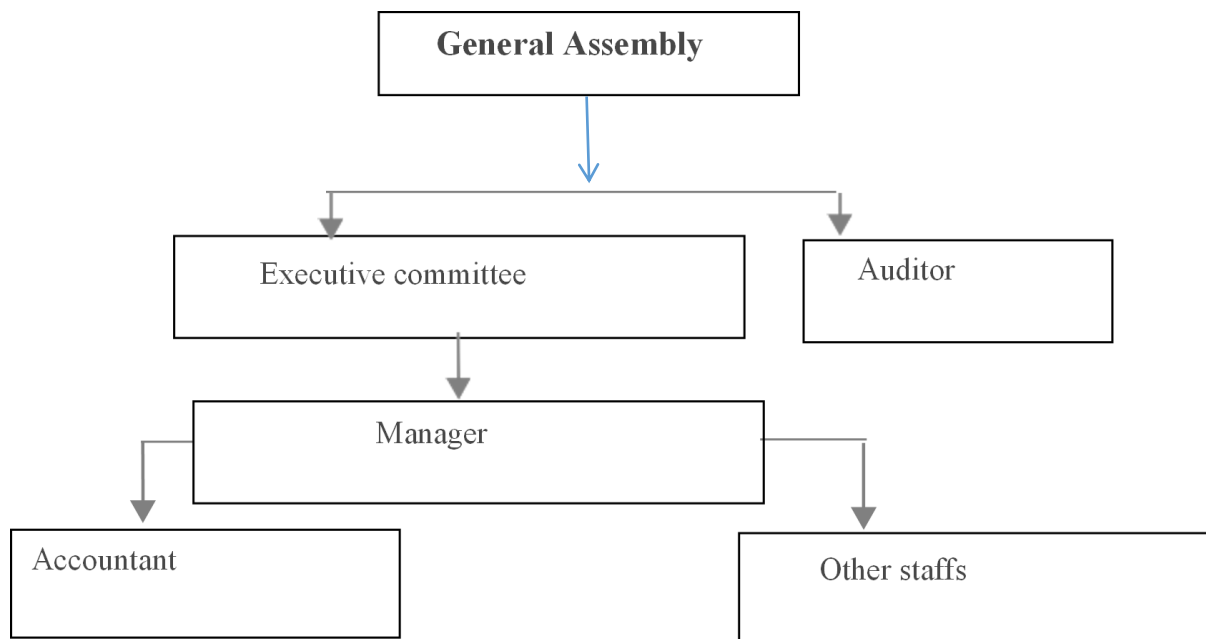 General Assembly
Executive committee
Auditor
Manager
Accountant
Other staffs